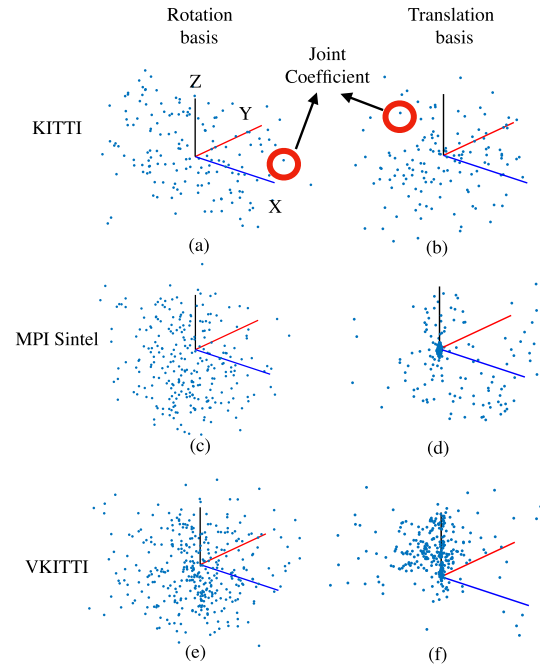 Rotation
basis
Translation
basis
Joint
Coefficient
KITTI
Z
Y
X
(a)
(b)
MPI Sintel
(c)
(d)
VKITTI
(e)
(f)